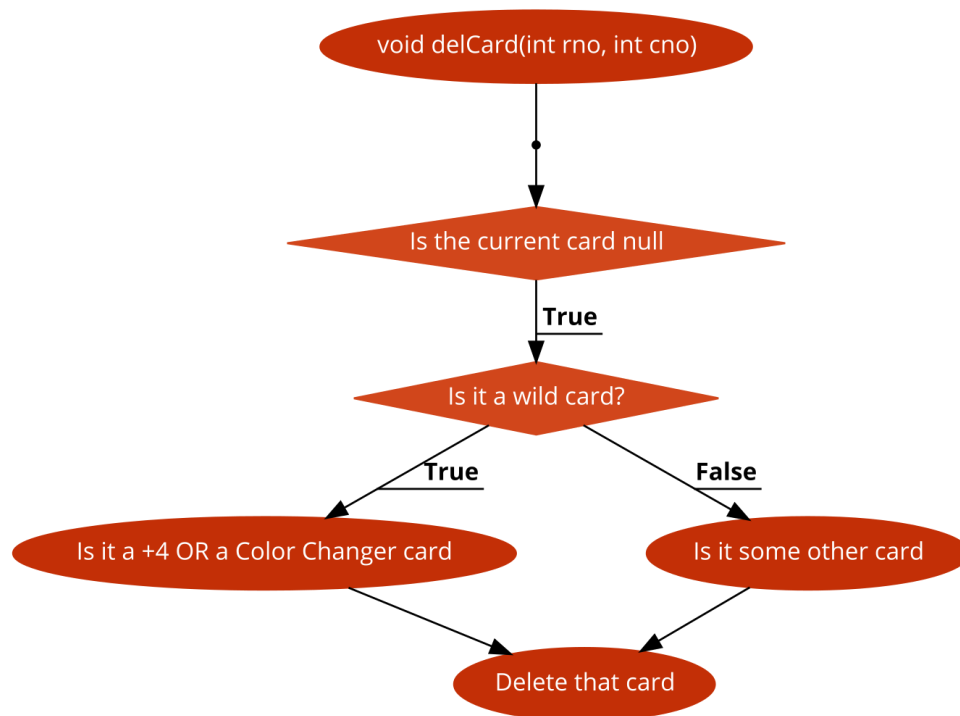 void delCard(int rno, int cno)
Is the current card null
True
Is it a wild card?
True
False
Is it a +4 OR a Color Changer card
Is it some other card
Delete that card